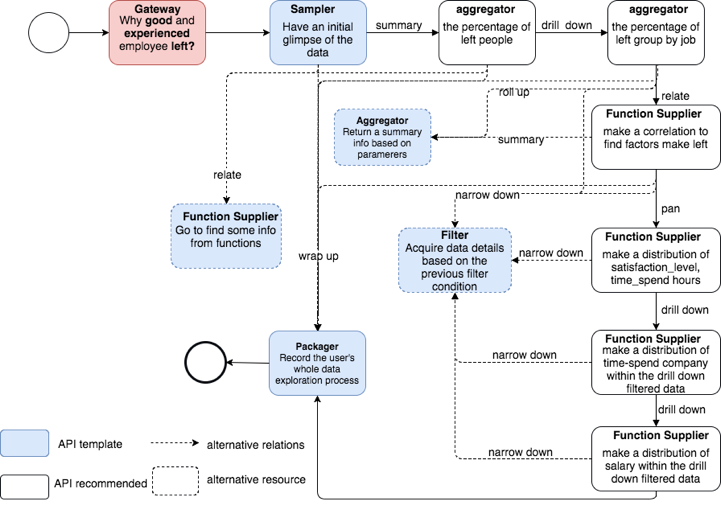 Gateway
Why good and
experienced
employee left?
Sampler
Have an initial
glimpse of the
data
summary
aggregator
the percentage of
left people
drill down
aggregator
the percentage of
left group by job
roll up
relate
Aggregator
Return a summary
info based on
paramerers
summary
Function Supplier
make a correlation to
find factors make left
relate
narrow down
pan
Function Supplier
Go to find some info
from functions
wrap up
Filter
Acquire data details
based on the
previous filter
condition
narrow down
Function Supplier
make a distribution of
satisfaction_level,
time_spend hours
drill down
Packager
Record the user's
whole data
exploration process
narrow down
Function Supplier
make a distribution of
time-spend company
within the drill down
filtered data
drill down
narrow down
Function Supplier
make a distribution of
salary within the drill
down filtered data
API template
alternative relations
API recommended
alternative resource